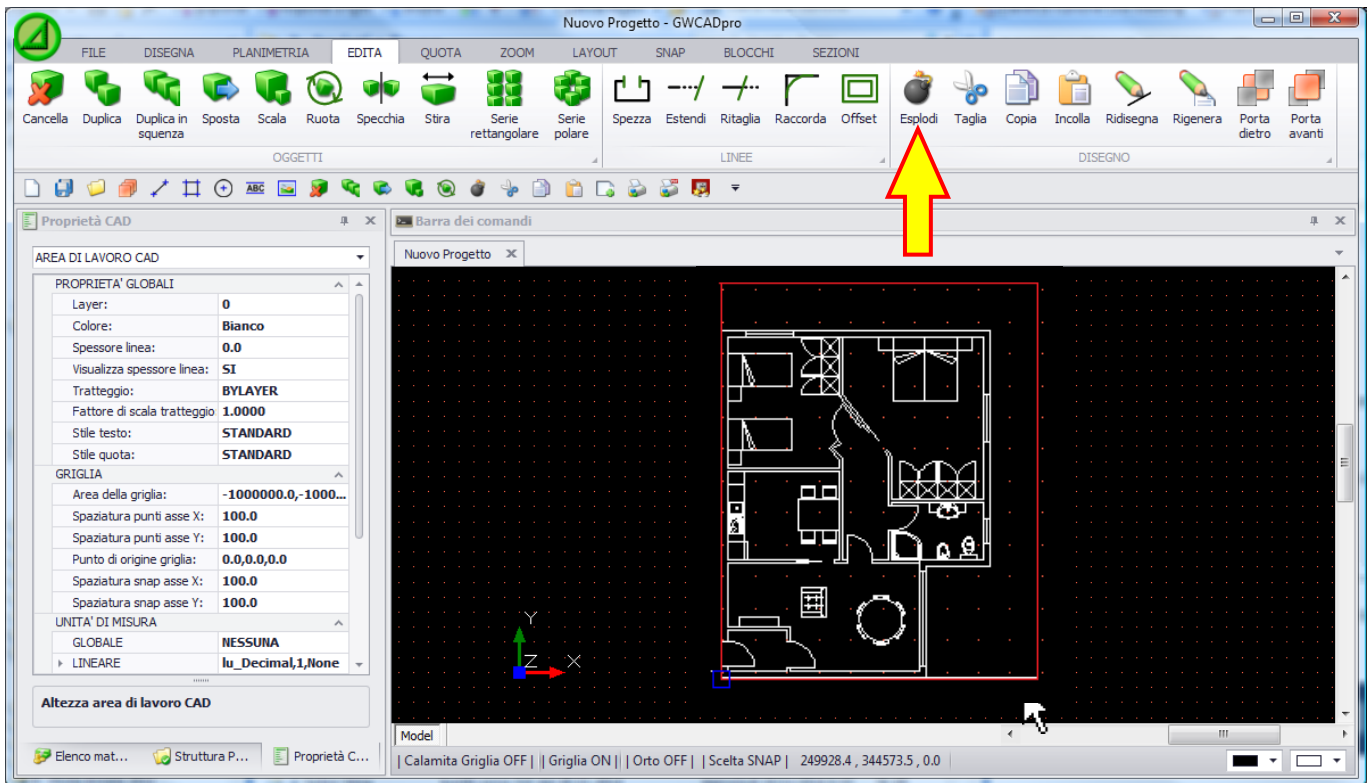 Nuovo Progetto - GWCADpro
FILE DISEGNA PLANIMETRIA EDITA QUOTA ZOOM LAYOUT SNAP BLOCCHI SEZIONI
Cancella Duplica Duplica in squenza Sposta Scala Ruota Specchia Stira Serie rettangolare Serie polare Spezza Estendi Ritaglia Raccorda Offset Esplodi Taglia Copia Incolla Ridisegna Rigenera Porta dietro Porta avanti
OGGETTI LINEE DISEGNO
ABC
Proprietà CAD
Barra dei comandi
AREA DI LAVORO CAD
Nuovo Progetto
PROPRIETA' GLOBALI
Layer: 0
Colore: Bianco
Spessore linea: 0.0
Visualizza spessore linea: SI
Tratteggio: BYLAYER
Fattore di scala tratteggio 1.0000
Stile testo: STANDARD
Stile quota: STANDARD
GRIGLIA
Area della griglia: -1000000.0,-1000...
Spaziatura punti asse X: 100.0
Spaziatura punti asse Y: 100.0
Punto di origine griglia: 0.0,0.0,0.0
Spaziatura snap asse X: 100.0
Spaziatura snap asse Y: 100.0
UNITA' DI MISURA
GLOBALE NESSUNA
LINEARE lu_Decimal,1,None
Y
Z X
Altezza area di lavoro CAD
Model
Elenco mat... Struttura P... Proprietà C...
| Calamita Griglia OFF | | Griglia ON | | Orto OFF | | Scelta SNAP | 249928.4 , 344573.5 , 0.0